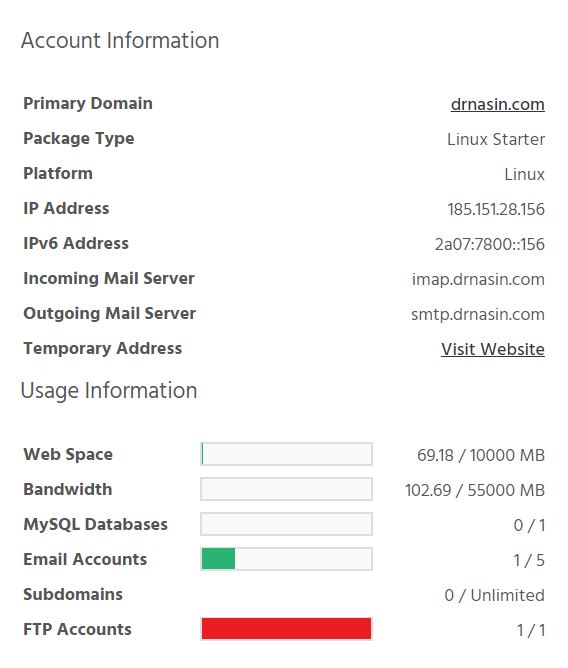 Account Information
Primary Domain drnasin.com
Package Type Linux Starter
Platform Linux
IP Address 185.151.28.156
IPv6 Address 2a07:7800::156
Incoming Mail Server imap.drnasin.com
Outgoing Mail Server smtp.drnasin.com
Temporary Address Visit Website
Usage Information
Web Space 69.18 / 10000 MB
Bandwidth 102.69 / 55000 MB
MySQL Databases 0 / 1
Email Accounts 1 / 5
Subdomains 0 / Unlimited
FTP Accounts 1 / 1